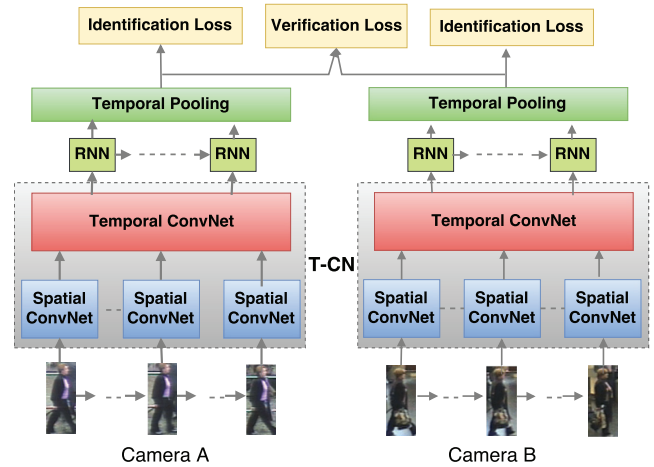 Identification Loss
Verification Loss
Identification Loss
Temporal Pooling
Temporal Pooling
RNN
RNN
RNN
RNN
Temporal ConvNet
Temporal ConvNet
T-CN
Spatial
ConvNet
Spatial
ConvNet
Spatial
ConvNet
Spatial
ConvNet
Spatial
ConvNet
Spatial
ConvNet
Camera A
Camera B